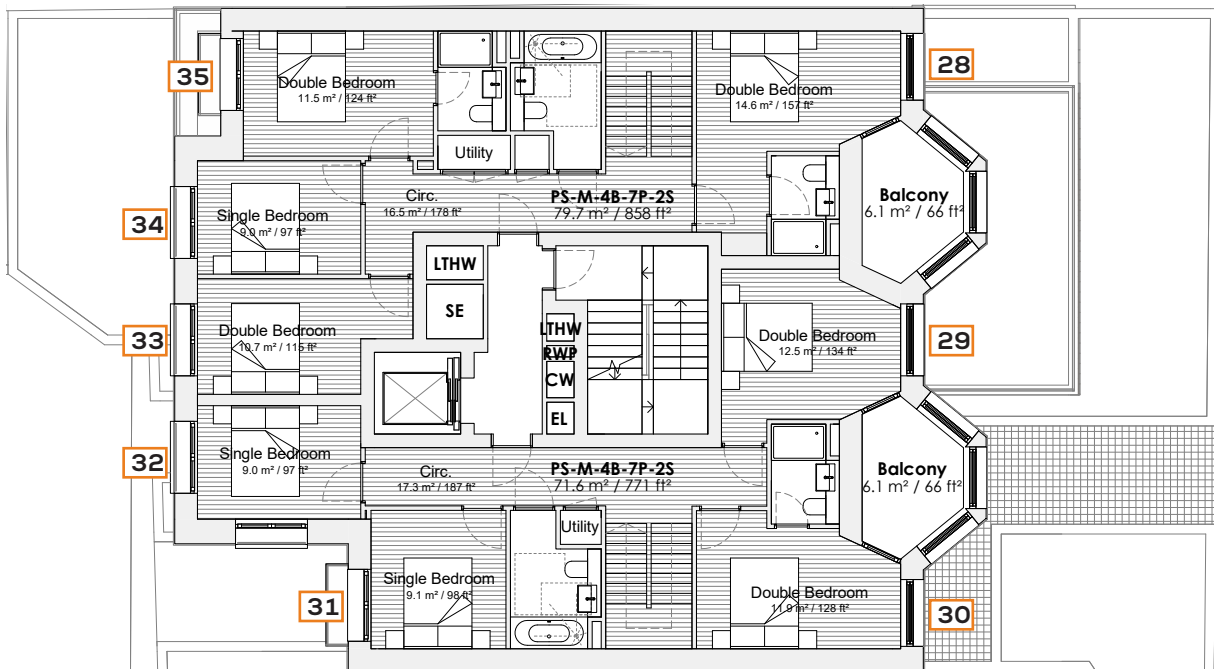 35
Double Bedroom
11.5 m² / 124 ft²
Utility
Double Bedroom
14.6 m² / 157 ft²
28
34
Single Bedroom
9.0 m² / 97 ft²
Circ.
16.5 m² / 178 ft²
PS-M-4B-7P-2S
79.7 m² / 858 ft²
Balcony
6.1 m² / 66 ft²
LTHW
SE
33
Double Bedroom
10.7 m² / 115 ft²
LTHW
RWP
CW
EL
Double Bedroom
12.5 m² / 134 ft²
29
32
Single Bedroom
9.0 m² / 97 ft²
Circ.
17.3 m² / 187 ft²
PS-M-4B-7P-2S
71.6 m² / 771 ft²
Balcony
6.1 m² / 66 ft²
Utility
31
Single Bedroom
9.1 m² / 98 ft²
Double Bedroom
11.9 m² / 128 ft²
30